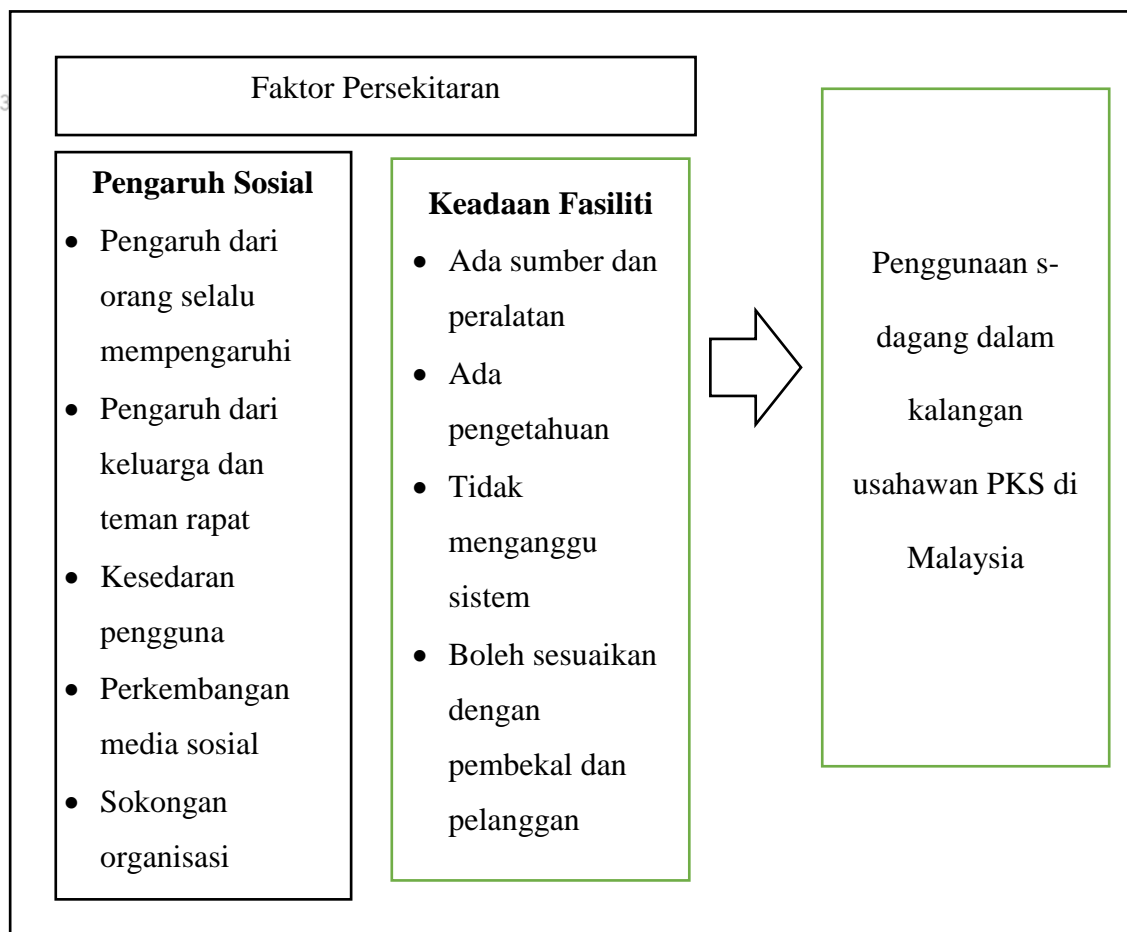 Faktor Persekitaran
3
Pengaruh Sosial
• Pengaruh dari
orang selalu
mempengaruhi
• Pengaruh dari
keluarga dan
teman rapat
• Kesedaran
pengguna
• Perkembangan
media sosial
• Sokongan
organisasi
Keadaan Fasiliti
• Ada sumber dan
peralatan
• Ada
pengetahuan
• Tidak
menganggu
sistem
• Boleh sesuaikan
dengan
pembekal dan
pelanggan
Penggunaan s-
dagang dalam
kalangan
usahawan PKS di
Malaysia